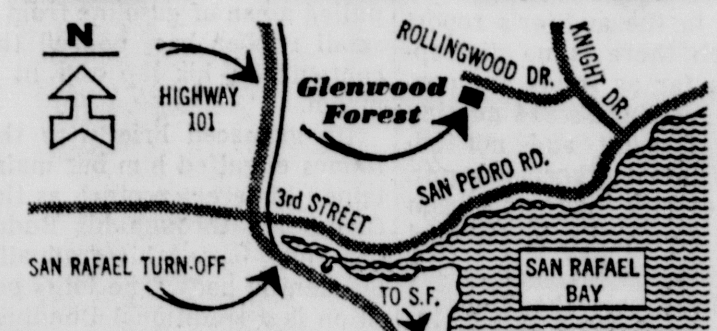 N
HIGHWAY
101
Glenwood
Forest
ROLLINGWOOD DR.
KNIGHT DR.
SAN PEDRO RD.
3rd STREET
SAN RAFAEL TURN-OFF
TO S.F.
SAN RAFAEL
BAY